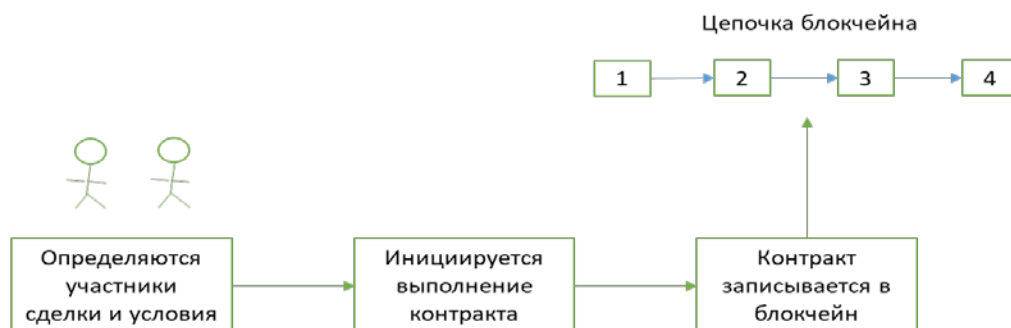 Цепочка блокчейна
1 2 3 4
Определяются
участники
сделки и условия
Инициируется
выполнение
контракта
Контракт
записывается в
блокчейн